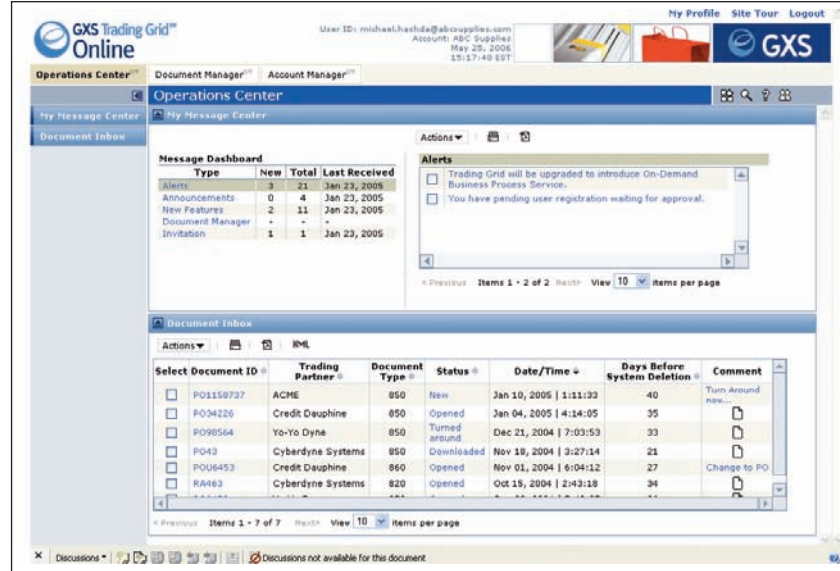 My Profile Site Tour Logout
GXS Trading Grid™
Online
User ID: michael.hashda@abcsupplies.com
Account: ABC Supplies
May 25, 2006
15:17:40 EST
GXS
Operations Center
Document Manager
Account Manager
Operations Center
My Message Center
Document Inbox
My Message Center
Actions
Message Dashboard
Type New Total Last Received
Alerts 3 21 Jan 23, 2005
Announcements 0 4 Jan 23, 2005
New Features 2 11 Jan 23, 2005
Document Manager - - -
Invitation 1 1 Jan 23, 2005
Alerts
Trading Grid will be upgraded to introduce On-Demand
Business Process Service.
You have pending user registration waiting for approval.
< Previous Items 1 - 2 of 2 Next> View 10 items per page
Document Inbox
Actions XML
Select Document ID Trading Partner Document Type Status Date/Time Days Before System Deletion Comment
PO1158737 ACME 850 New Jan 10, 2005 | 1:11:33 40 Turn Around
PO34226 Credit Dauphine 850 Opened Jan 04, 2005 | 4:14:05 35
PO98564 Yo-Yo Dyne 850 Turned around Dec 21, 2004 | 7:03:53 33
PO43 Cyberdyne Systems 850 Downloaded Nov 18, 2004 | 3:27:14 21
POU6453 Credit Dauphine 860 Opened Nov 01, 2004 | 6:04:12 27 Change to PO
RA463 Cyberdyne Systems 820 Opened Oct 15, 2004 | 2:43:18 34
< Previous Items 1 - 7 of 7 Next> View 10 items per page
Discussions
Discussions not available for this document